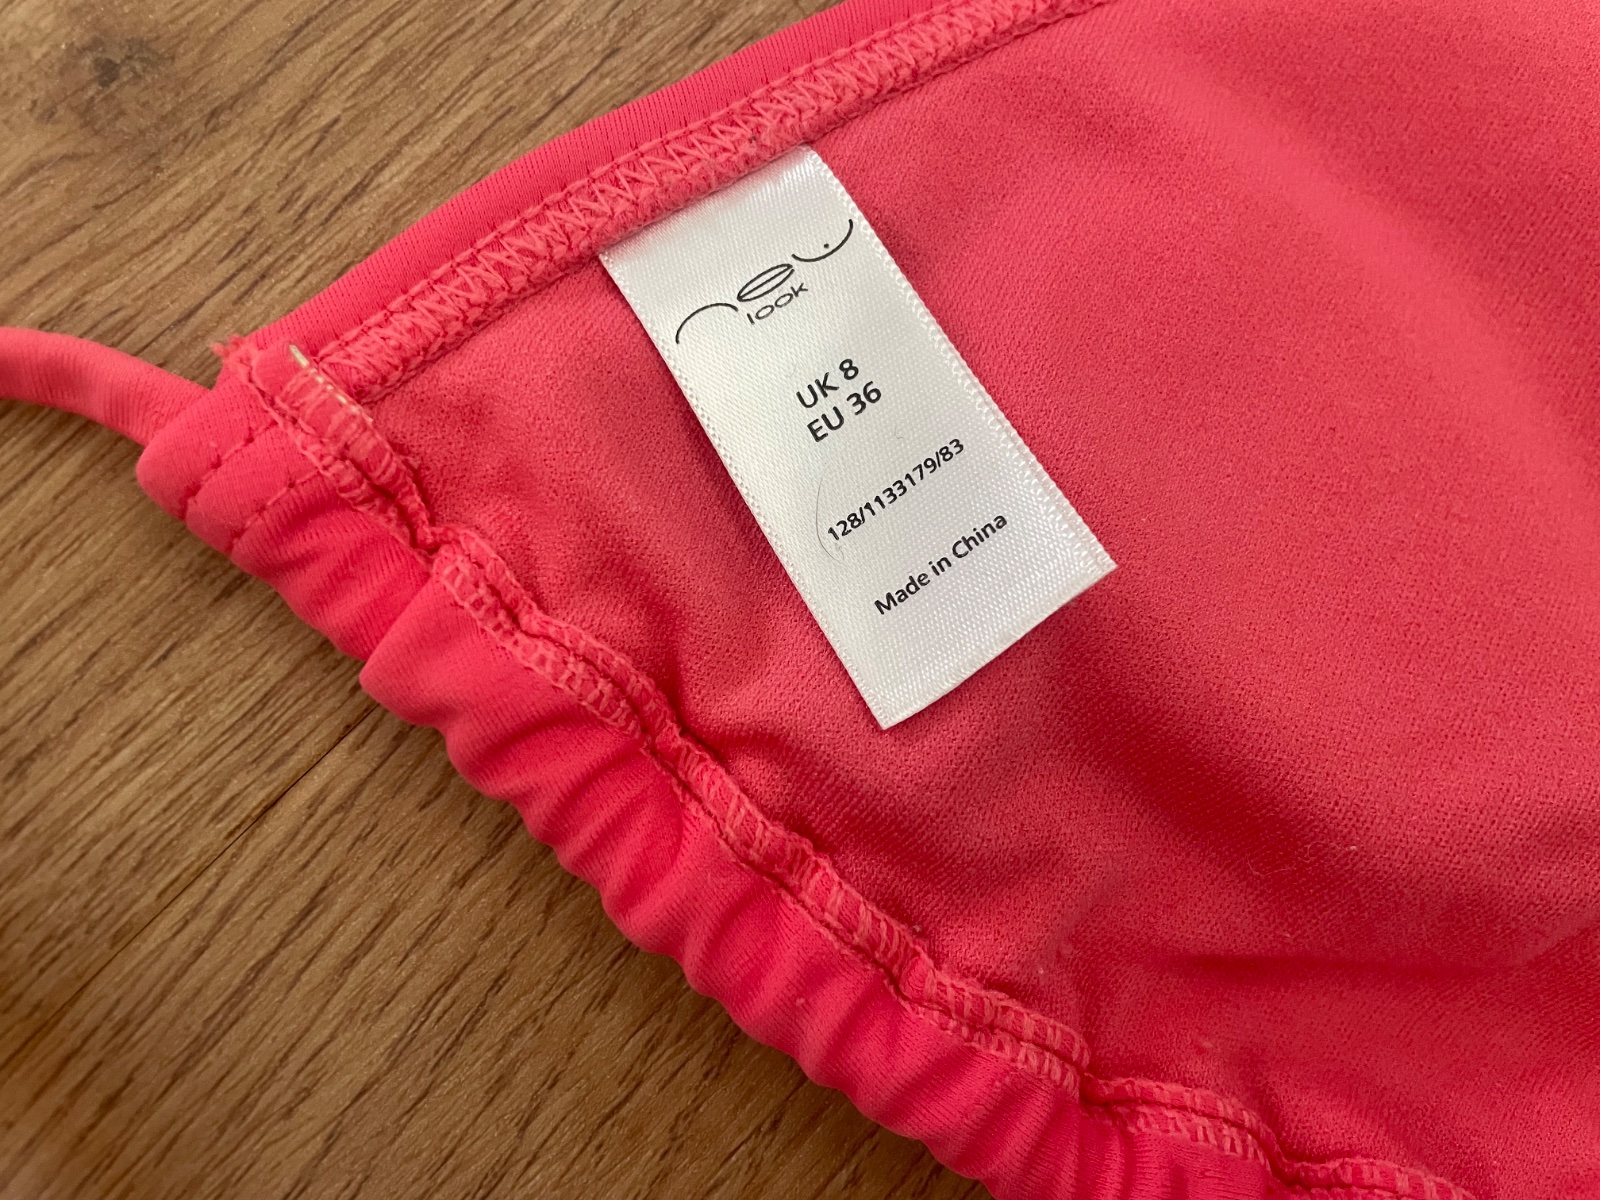 new
look
UK 8
EU 36
128/1133179/83
Made in China